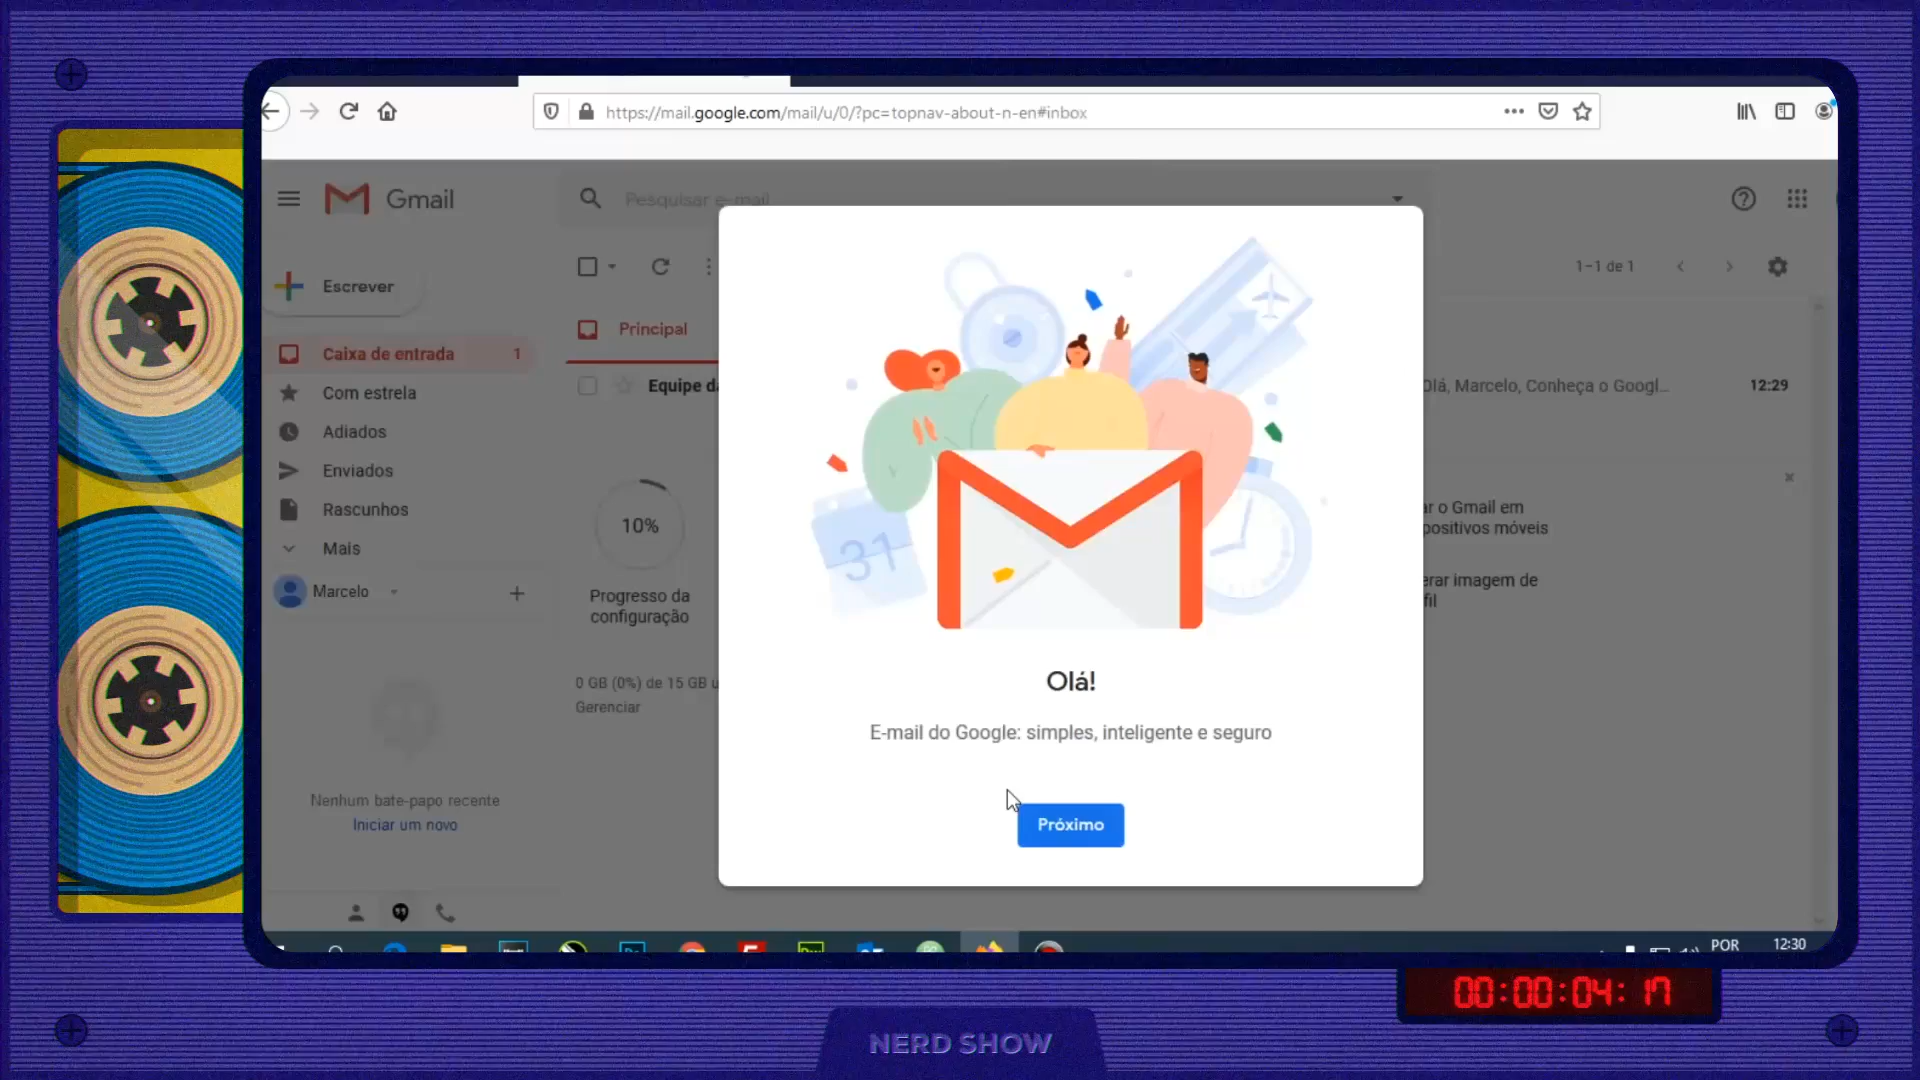 https://mail.google.com/mail/u/0/?pc=topnav-about-n-en#inbox
Gmail
Pesquisar e-mail
Escrever
1–1 de 1
Principal
Caixa de entrada 1
Equipe da
Olá, Marcelo, Conheça o Googl...
12:29
Com estrela
Adiados
Enviados
Rascunhos
Mais
Marcelo
10%
Progresso da
configuração
31
ar o Gmail em
positivos móveis
erar imagem de
fil
0 GB (0%) de 15 GB u
Gerenciar
Olá!
E-mail do Google: simples, inteligente e seguro
Próximo
Nenhum bate-papo recente
Iniciar um novo
POR
12:30
00:00:04:17
NERD SHOW